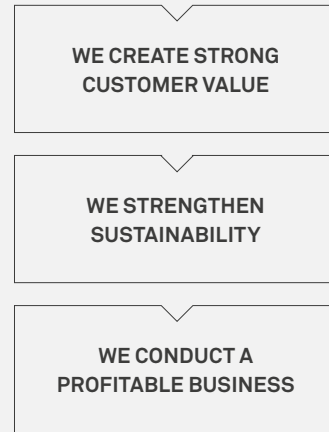 WE CREATE STRONG
CUSTOMER VALUE
WE STRENGTHEN
SUSTAINABILITY
WE CONDUCT A
PROFITABLE BUSINESS